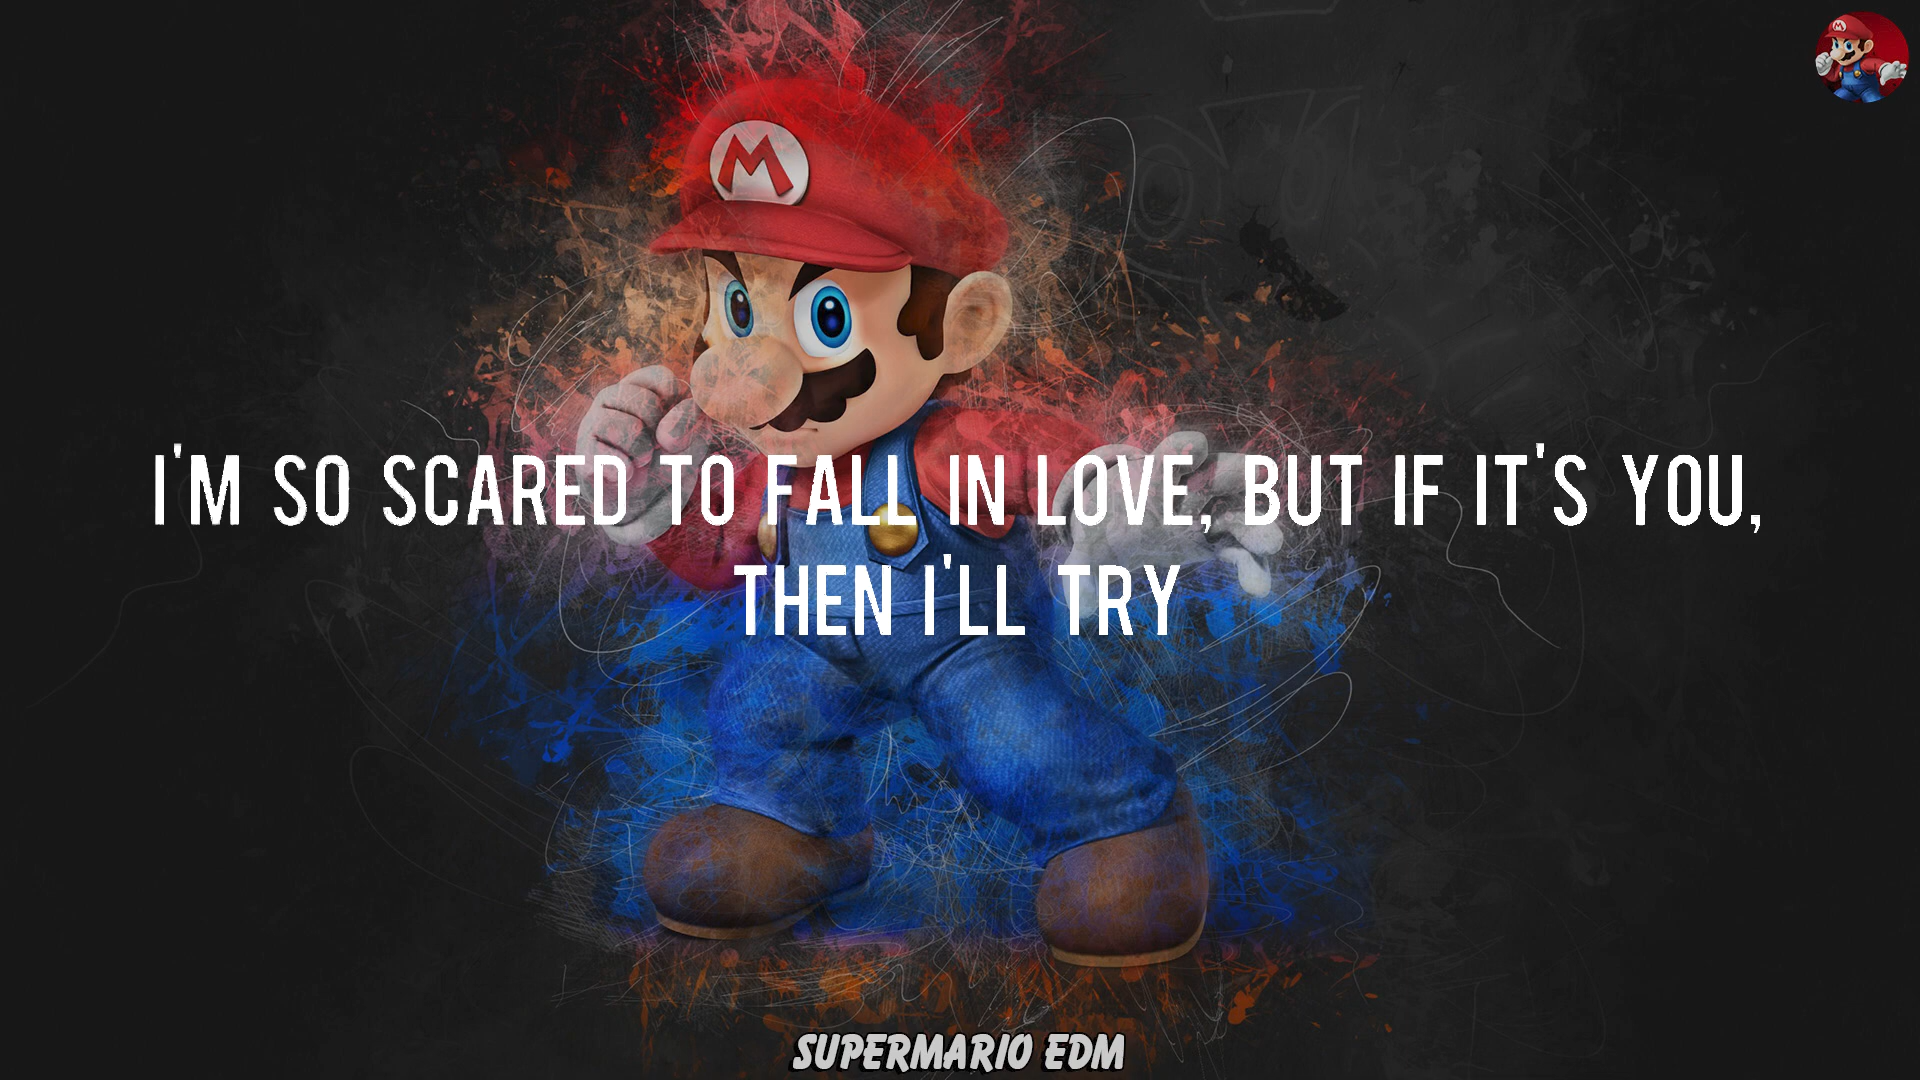 M
M
I'M SO SCARED TO FALL IN LOVE, BUT IF IT'S YOU,
THEN I'LL TRY
SUPERMARIO EDM